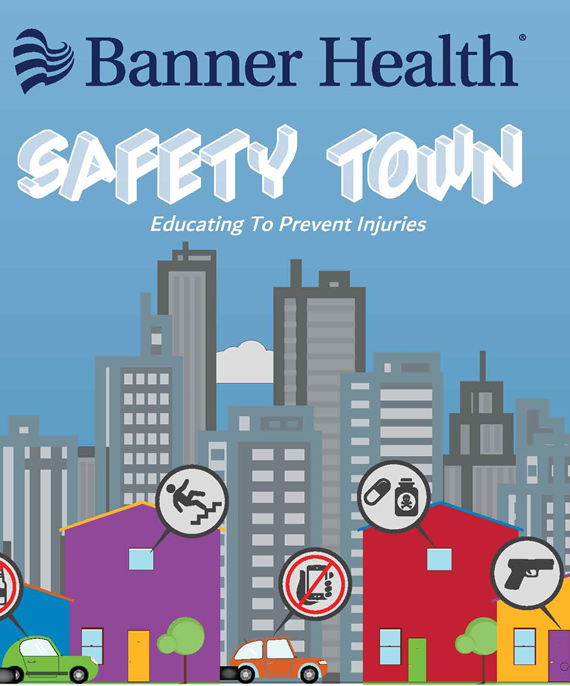 Banner Health®
SAFETY TOWN
Educating To Prevent Injuries